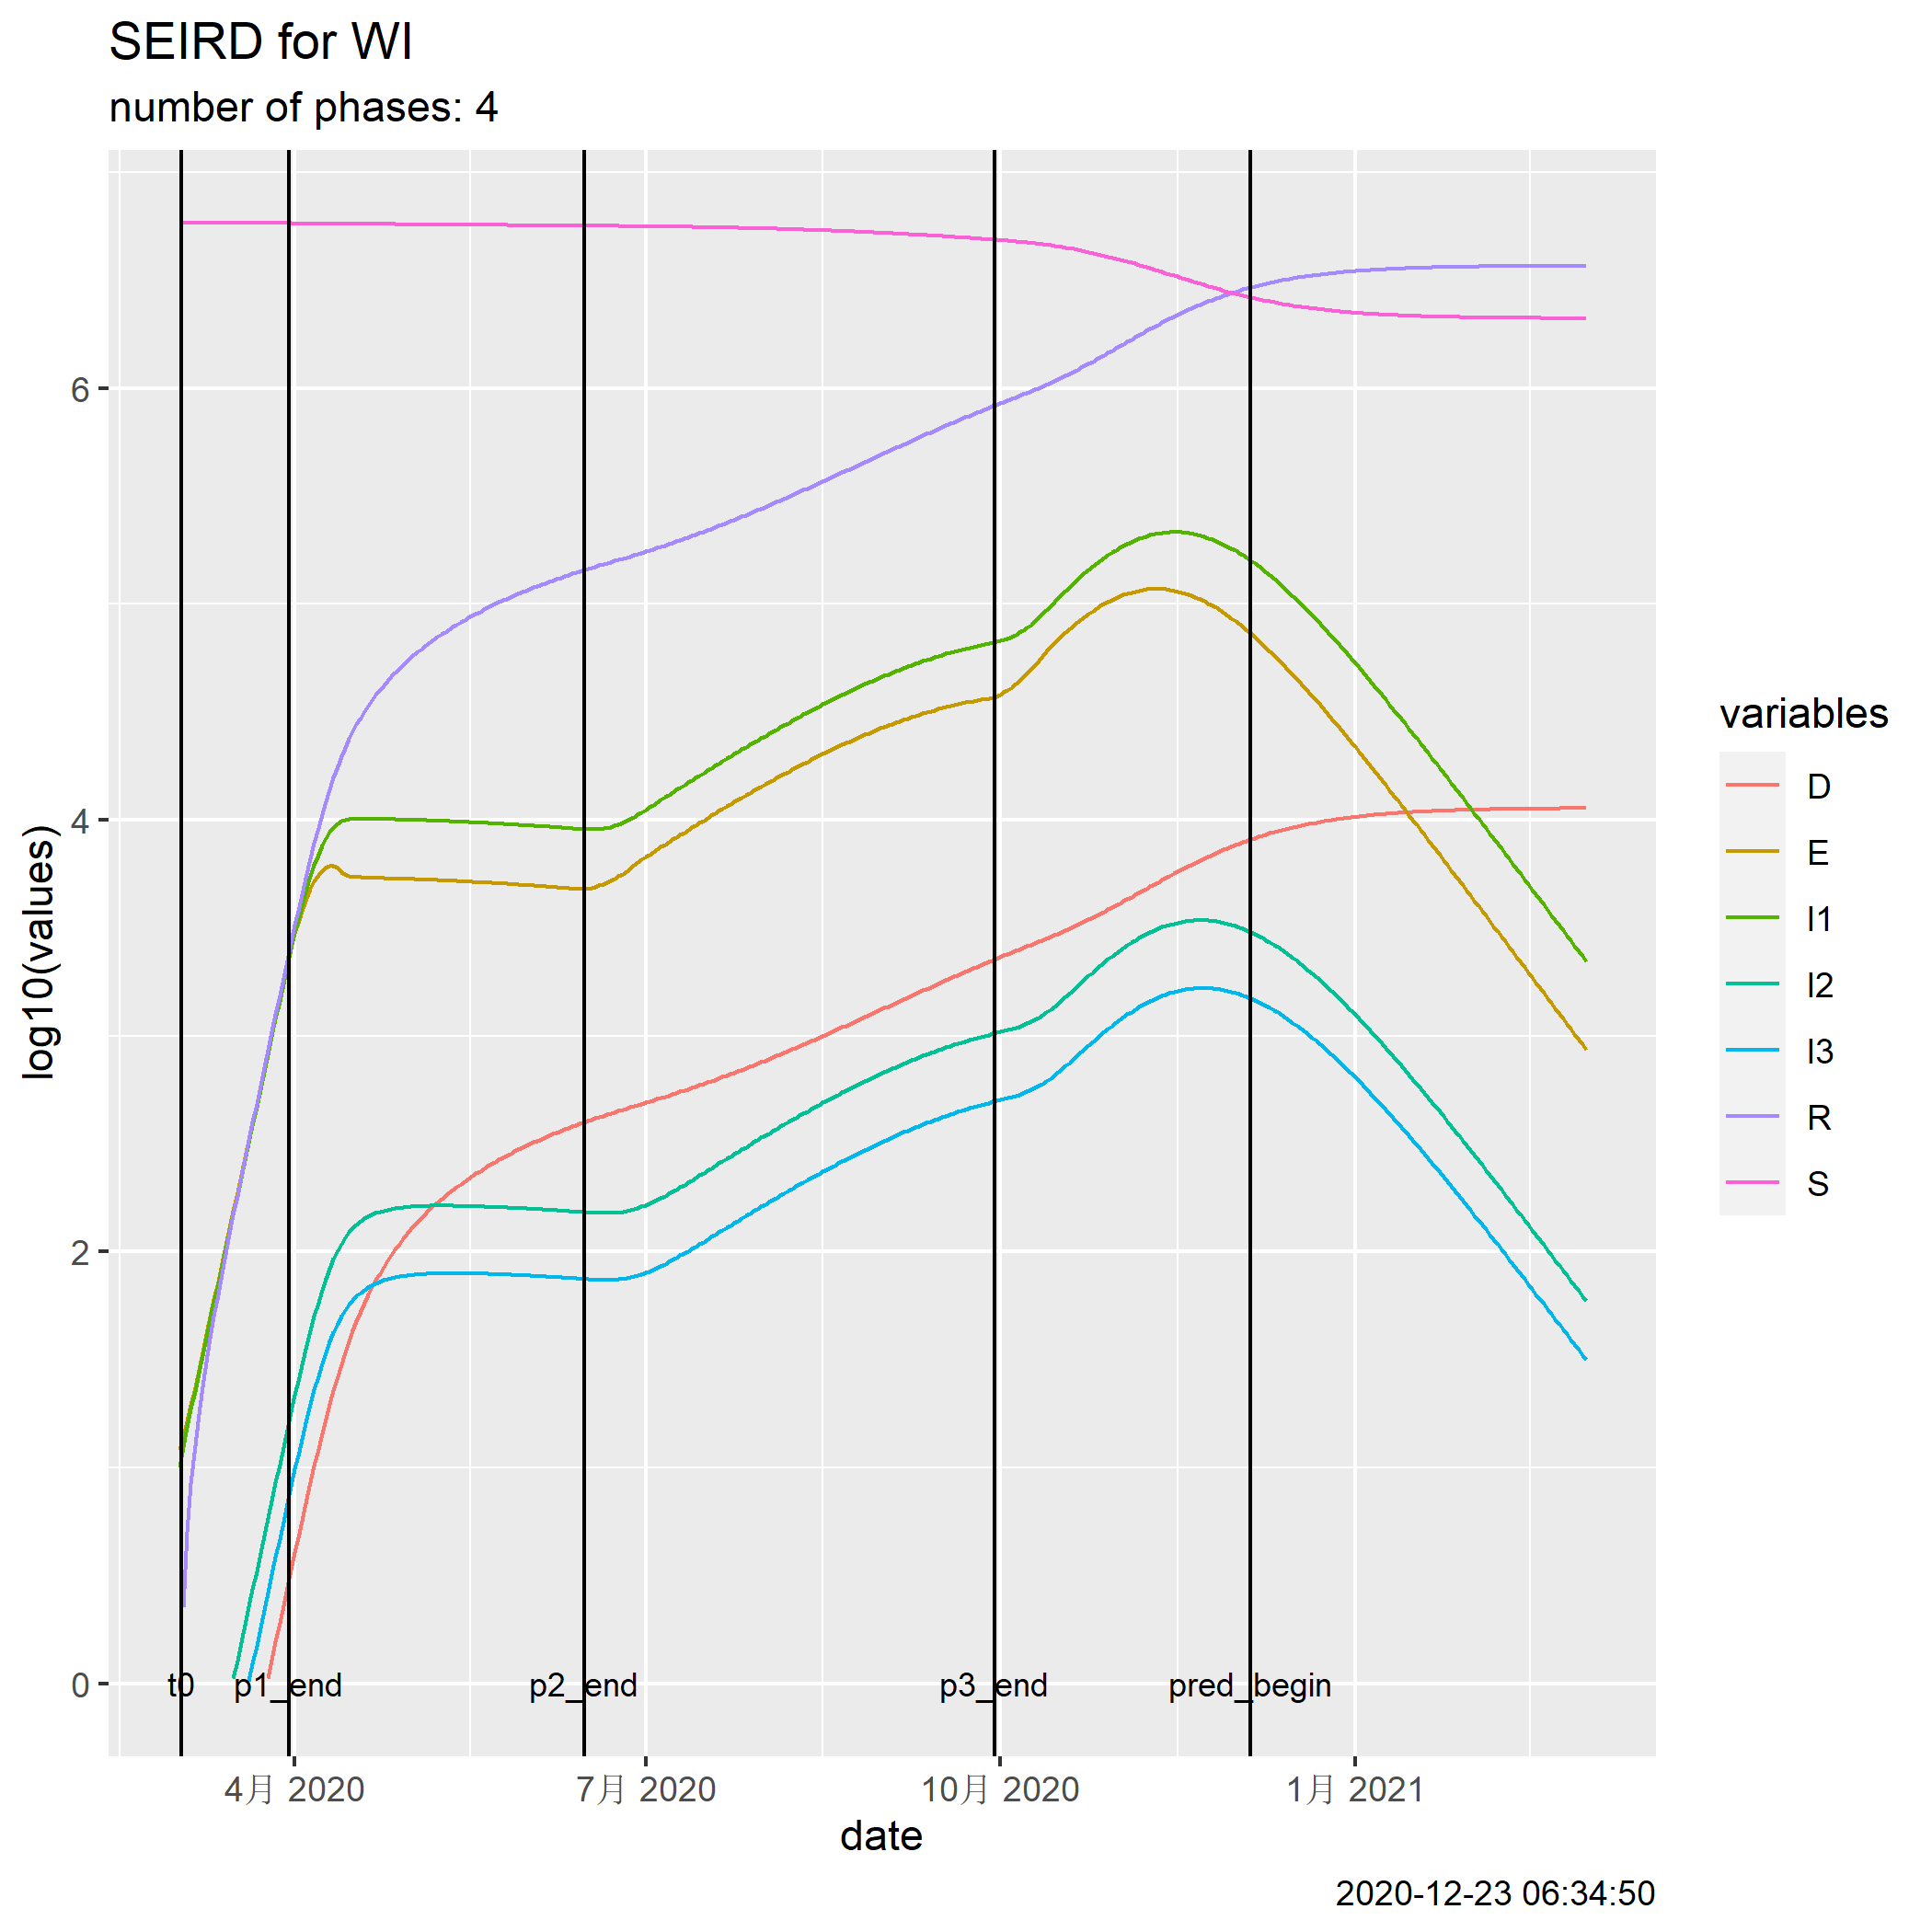 SEIRD for WI
number of phases: 4
log10(values)
6
4
2
0
t0
p1_end
p2_end
p3_end
pred_begin
4月 2020
7月 2020
10月 2020
1月 2021
date
variables
D
E
I1
I2
I3
R
S
2020-12-23 06:34:50